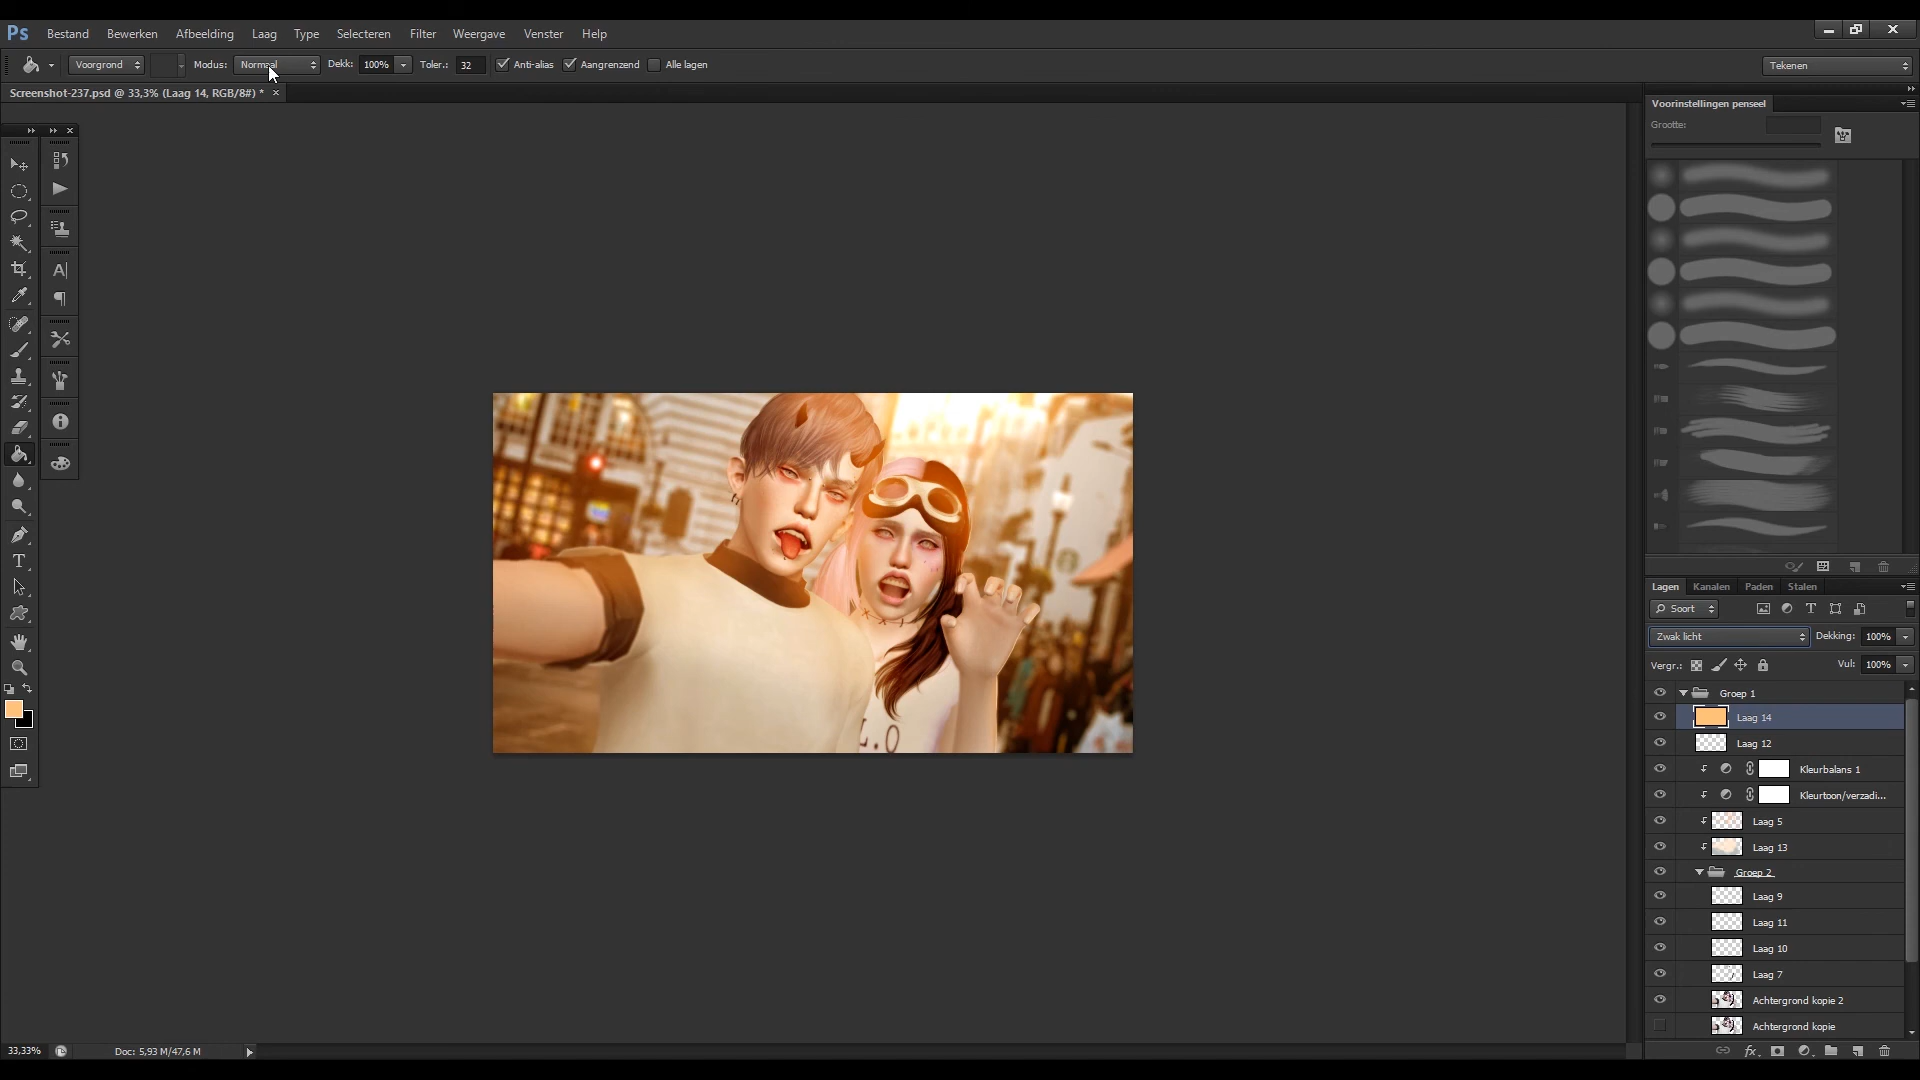 Ps Bestand Bewerken Afbeelding Laag Type Selecteren Filter Weergave Venster Help
Voorgrond Modus: Normaal Dekk: 100% Toler.: 32 Anti-alias Aangrenzend Alle lagen Tekenen
Screenshot-237.psd @ 33,3% (Laag 14, RGB/8#) *
Voorinstellingen penseel
Grootte:
Lagen Kanalen Paden Stalen
Soort
Zwak licht Dekking: 100%
Vergr.: Vul: 100%
Groep 1
Laag 14
Laag 12
Kleurbalans 1
Kleurtoon/verzadi...
Laag 5
Laag 13
Groep 2
Laag 9
Laag 11
Laag 10
Laag 7
Achtergrond kopie 2
Achtergrond kopie
33,33% Doc: 5,93 M/47,6 M